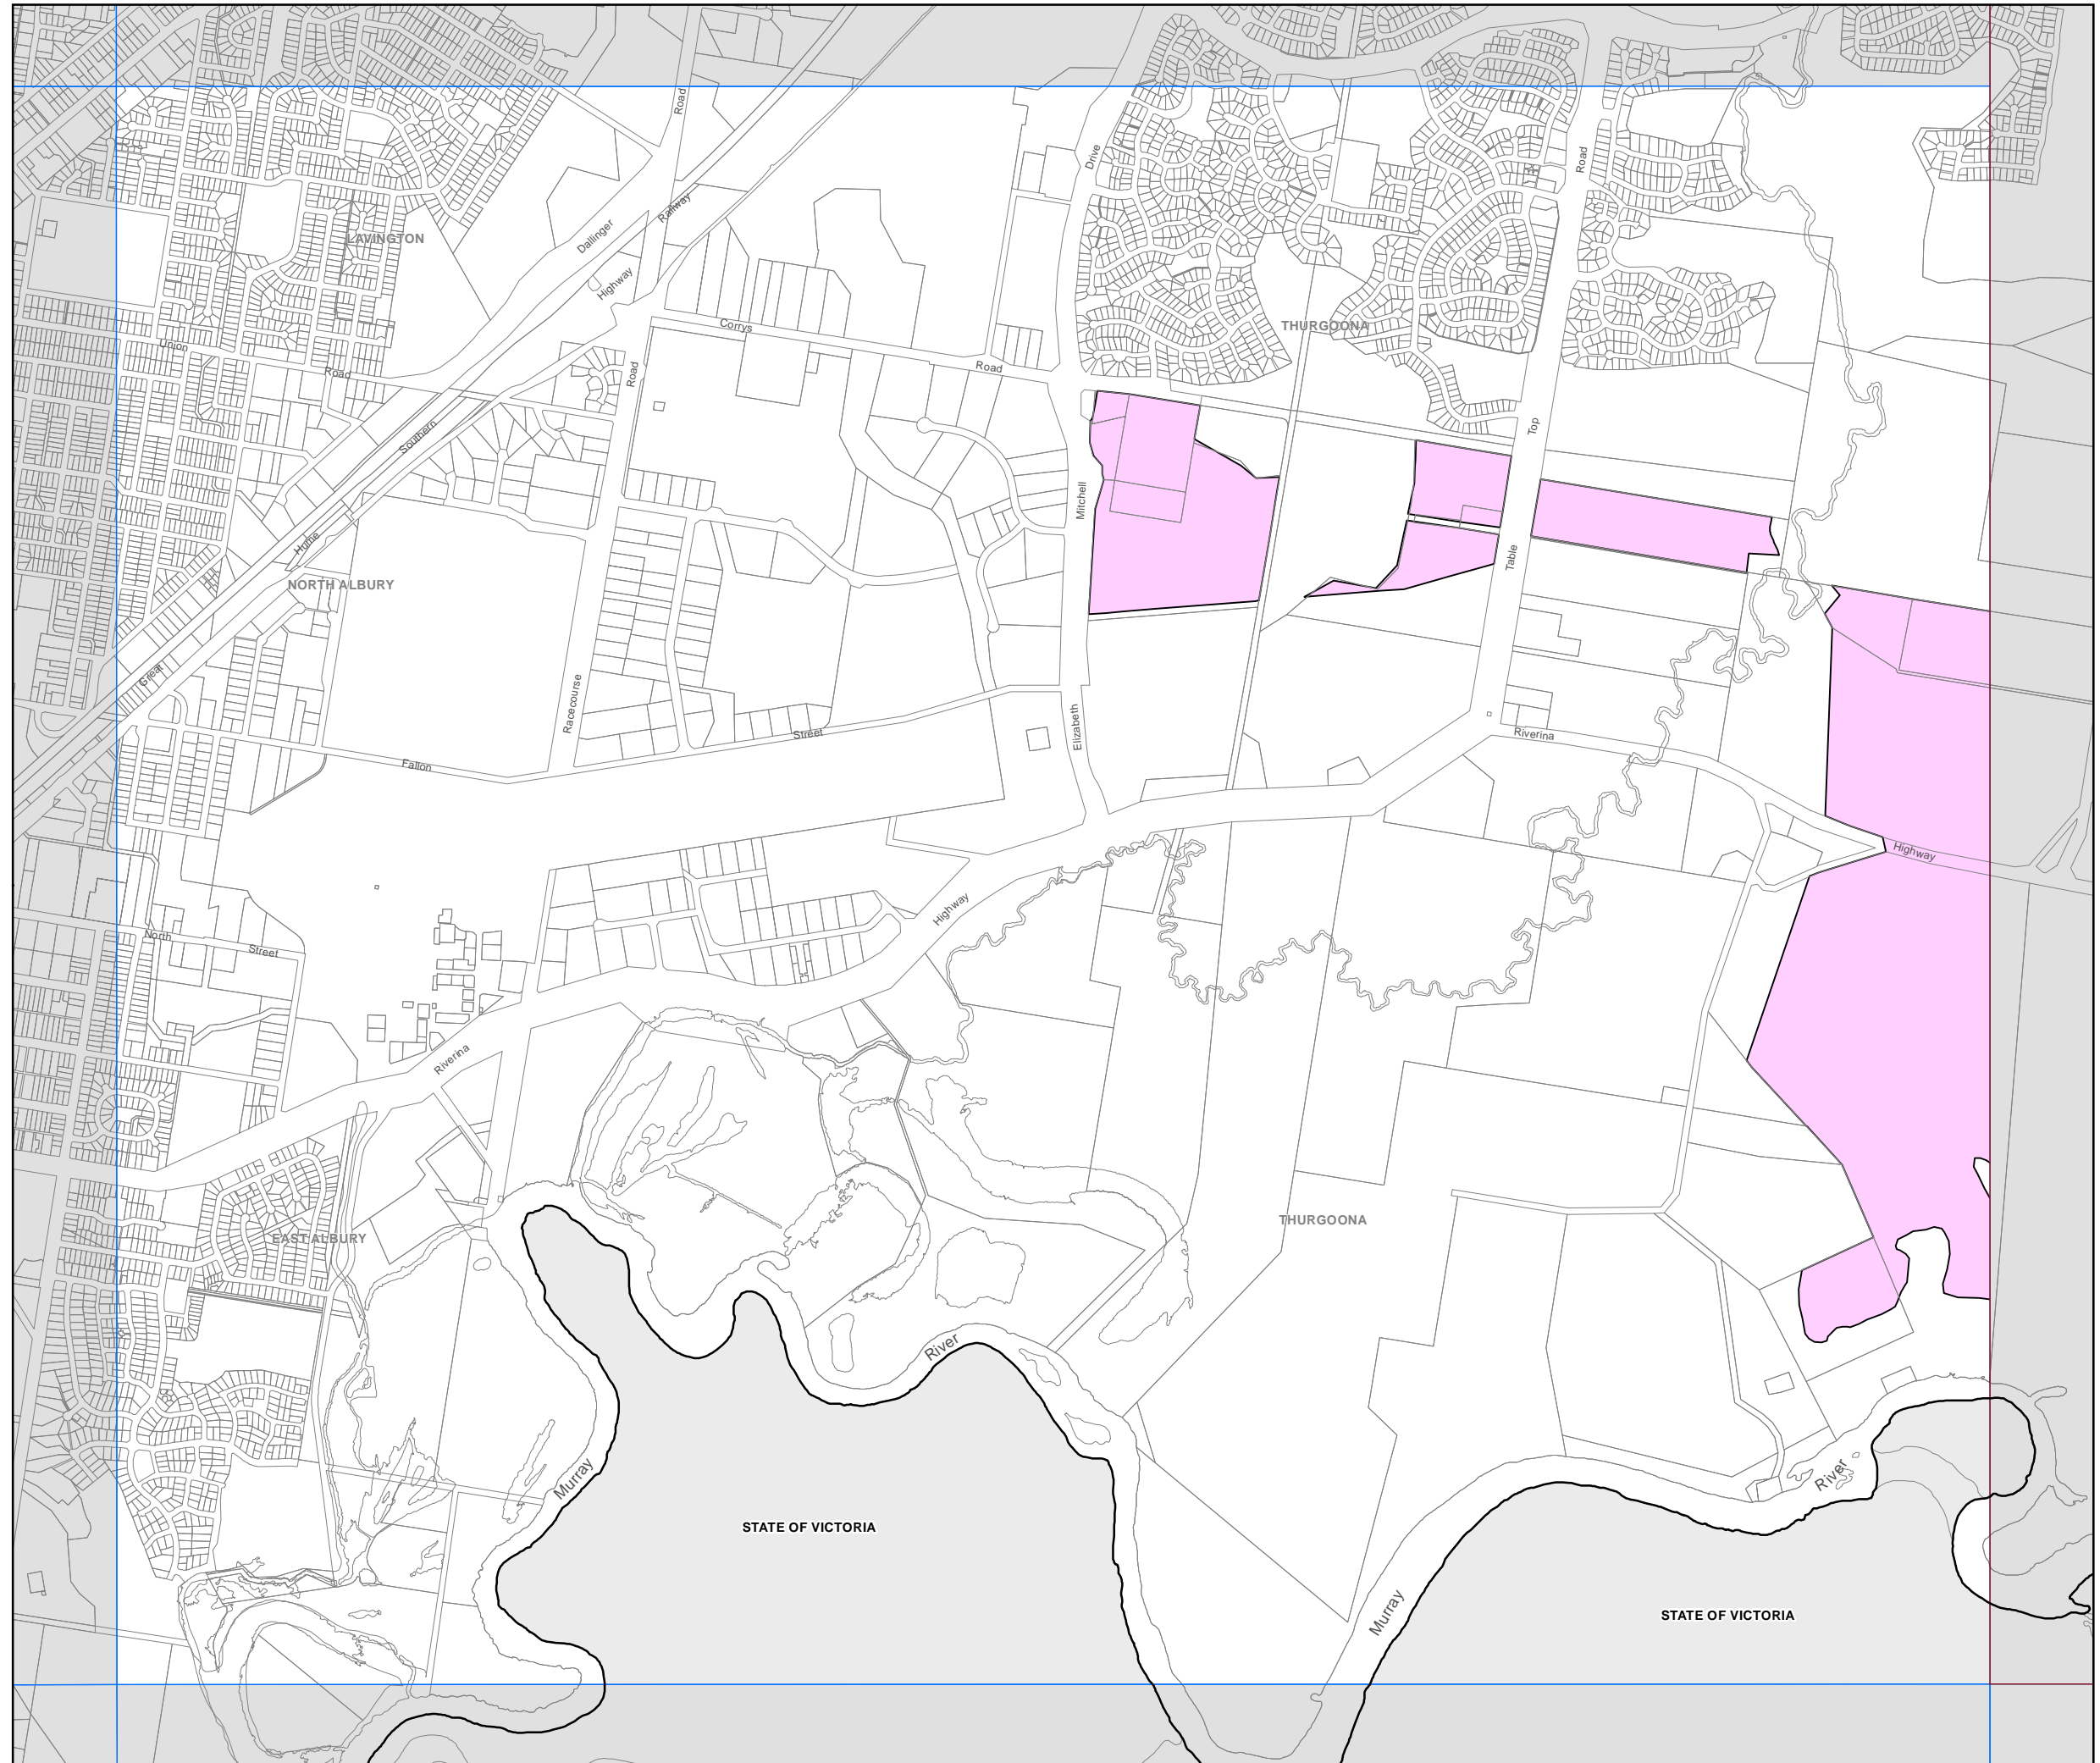 Road
Drive
Road
Railway
Dallinger
LAVINGTON
Highway
THURGOONA
Corrys
Union
Road
Road
Road
Top
Southern
Mitchell
Hume
Table
NORTH ALBURY
Great
Racecourse
Elizabeth
Street
Riverina
Fallon
Highway
Highway
North
Street
Riverina
THURGOONA
EAST ALBURY
River
Murray
River
STATE OF VICTORIA
Murray
STATE OF VICTORIA